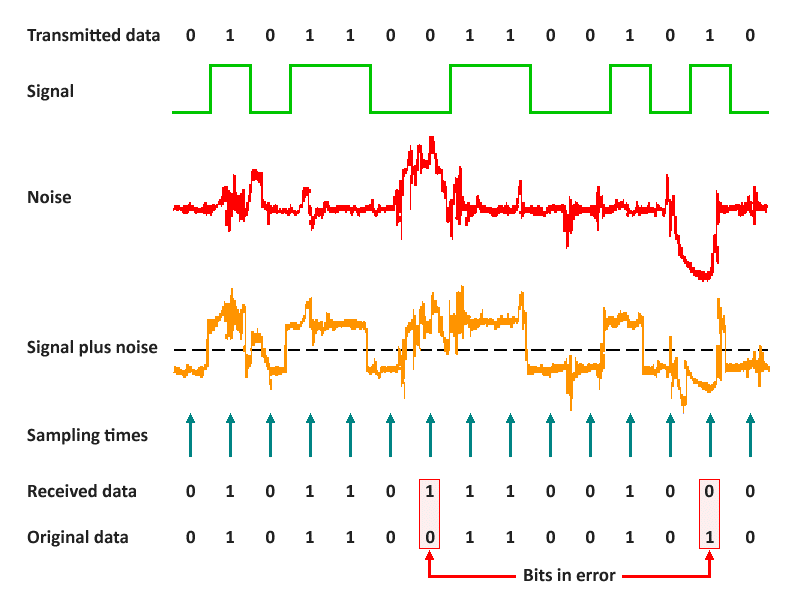 Transmitted data 0 1 0 1 1 0 0 1 1 0 0 1 0 1 0
Signal
Noise
Signal plus noise
Sampling times
Received data 0 1 0 1 1 0 1 1 1 0 0 1 0 0 0
Original data 0 1 0 1 1 0 0 1 1 0 0 1 0 1 0
Bits in error